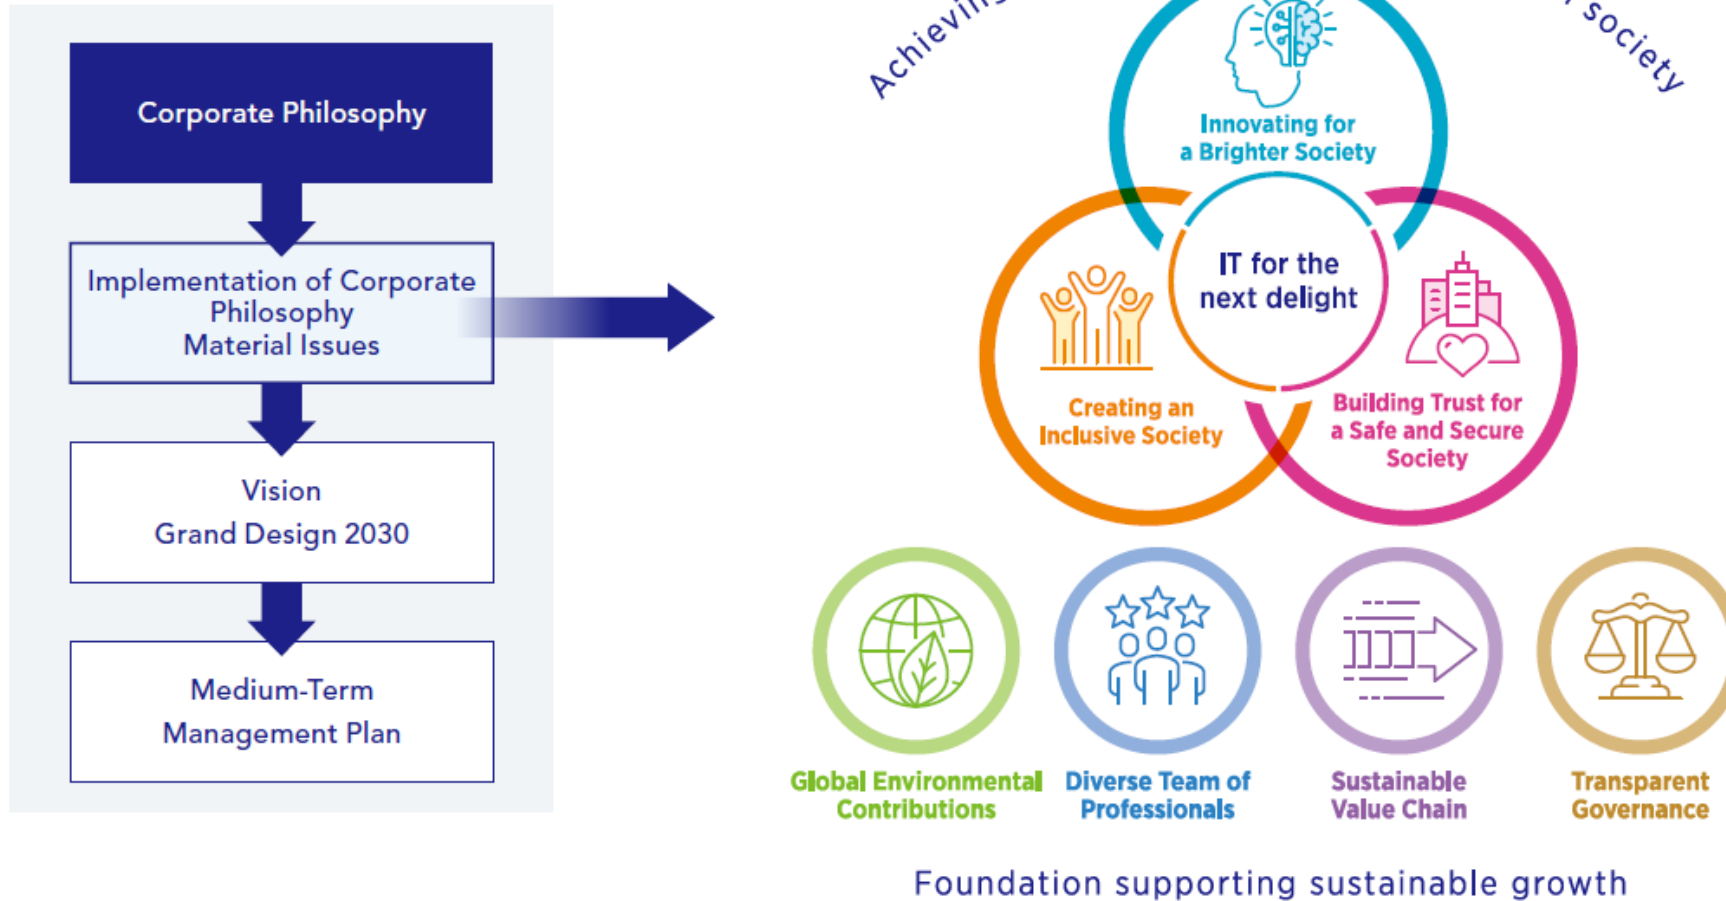 Corporate Philosophy
Implementation of Corporate
Philosophy
Material Issues
Vision
Grand Design 2030
Medium-Term
Management Plan
Achieving
society
Innovating for
a Brighter Society
IT for the
next delight
Creating an
Inclusive Society
Building Trust for
a Safe and Secure
Society
Global Environmental
Contributions
Diverse Team of
Professionals
Sustainable
Value Chain
Transparent
Governance
Foundation supporting sustainable growth